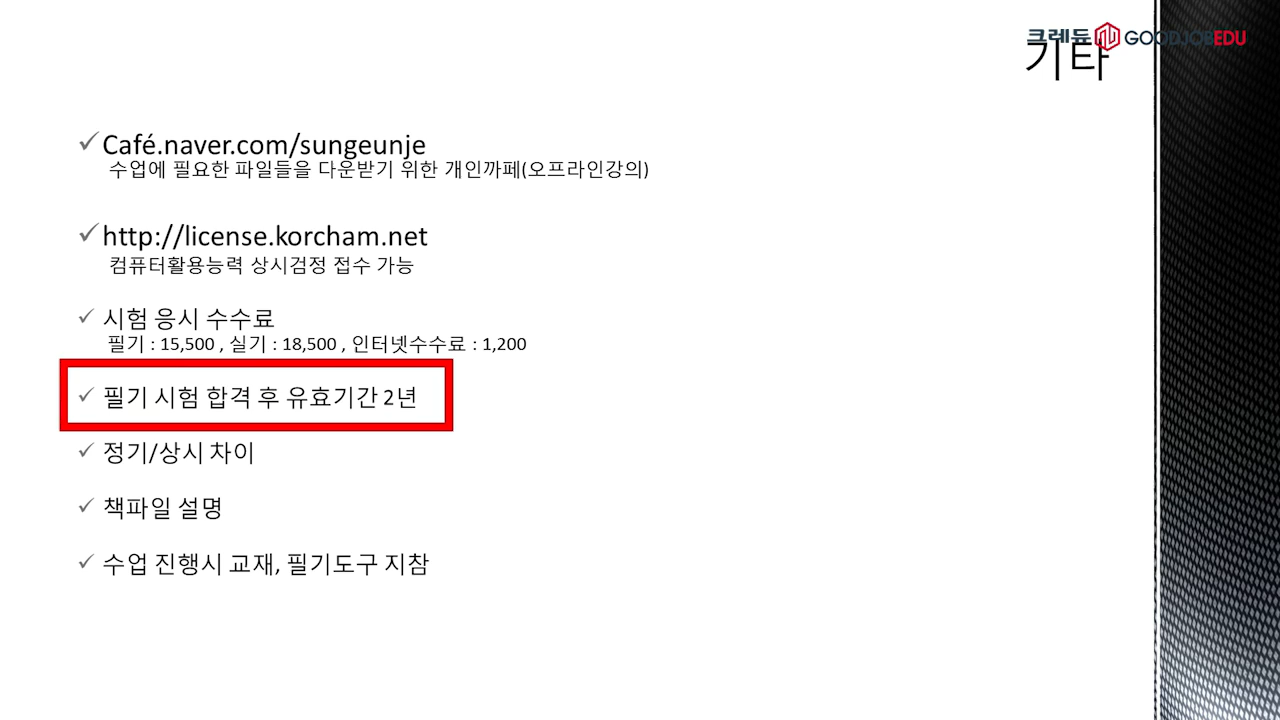 크레듀 GOODJOBEDU
기타
Café.naver.com/sungeunje
수업에 필요한 파일들을 다운받기 위한 개인까페(오프라인강의)
http://license.korcham.net
컴퓨터활용능력 상시검정 접수 가능
시험 응시 수수료
필기 : 15,500 , 실기 : 18,500 , 인터넷수수료 : 1,200
필기 시험 합격 후 유효기간 2년
정기/상시 차이
책파일 설명
수업 진행시 교재, 필기도구 지참